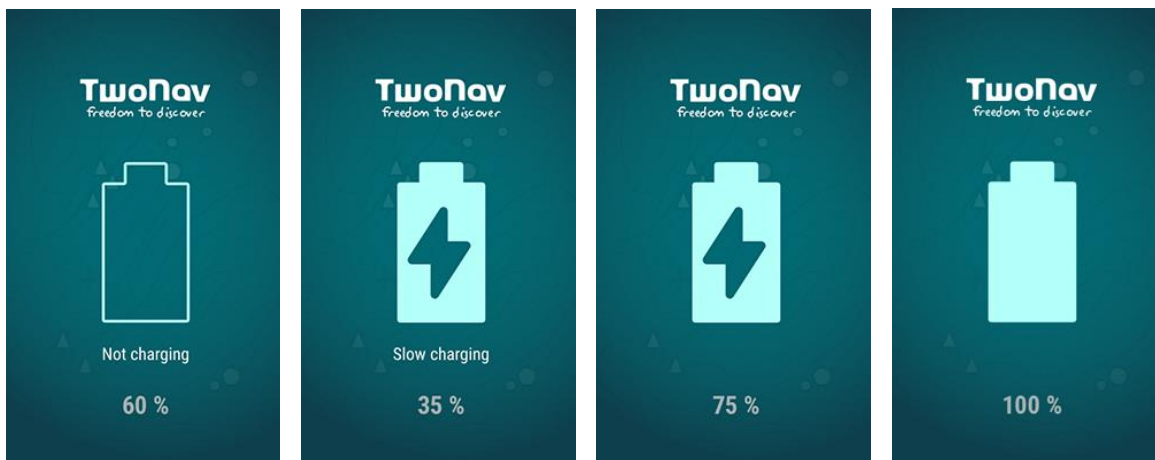 TwoNav
freedom to discover
Not charging
60 %
TwoNav
freedom to discover
Slow charging
35 %
TwoNav
freedom to discover
75 %
TwoNav
freedom to discover
100 %